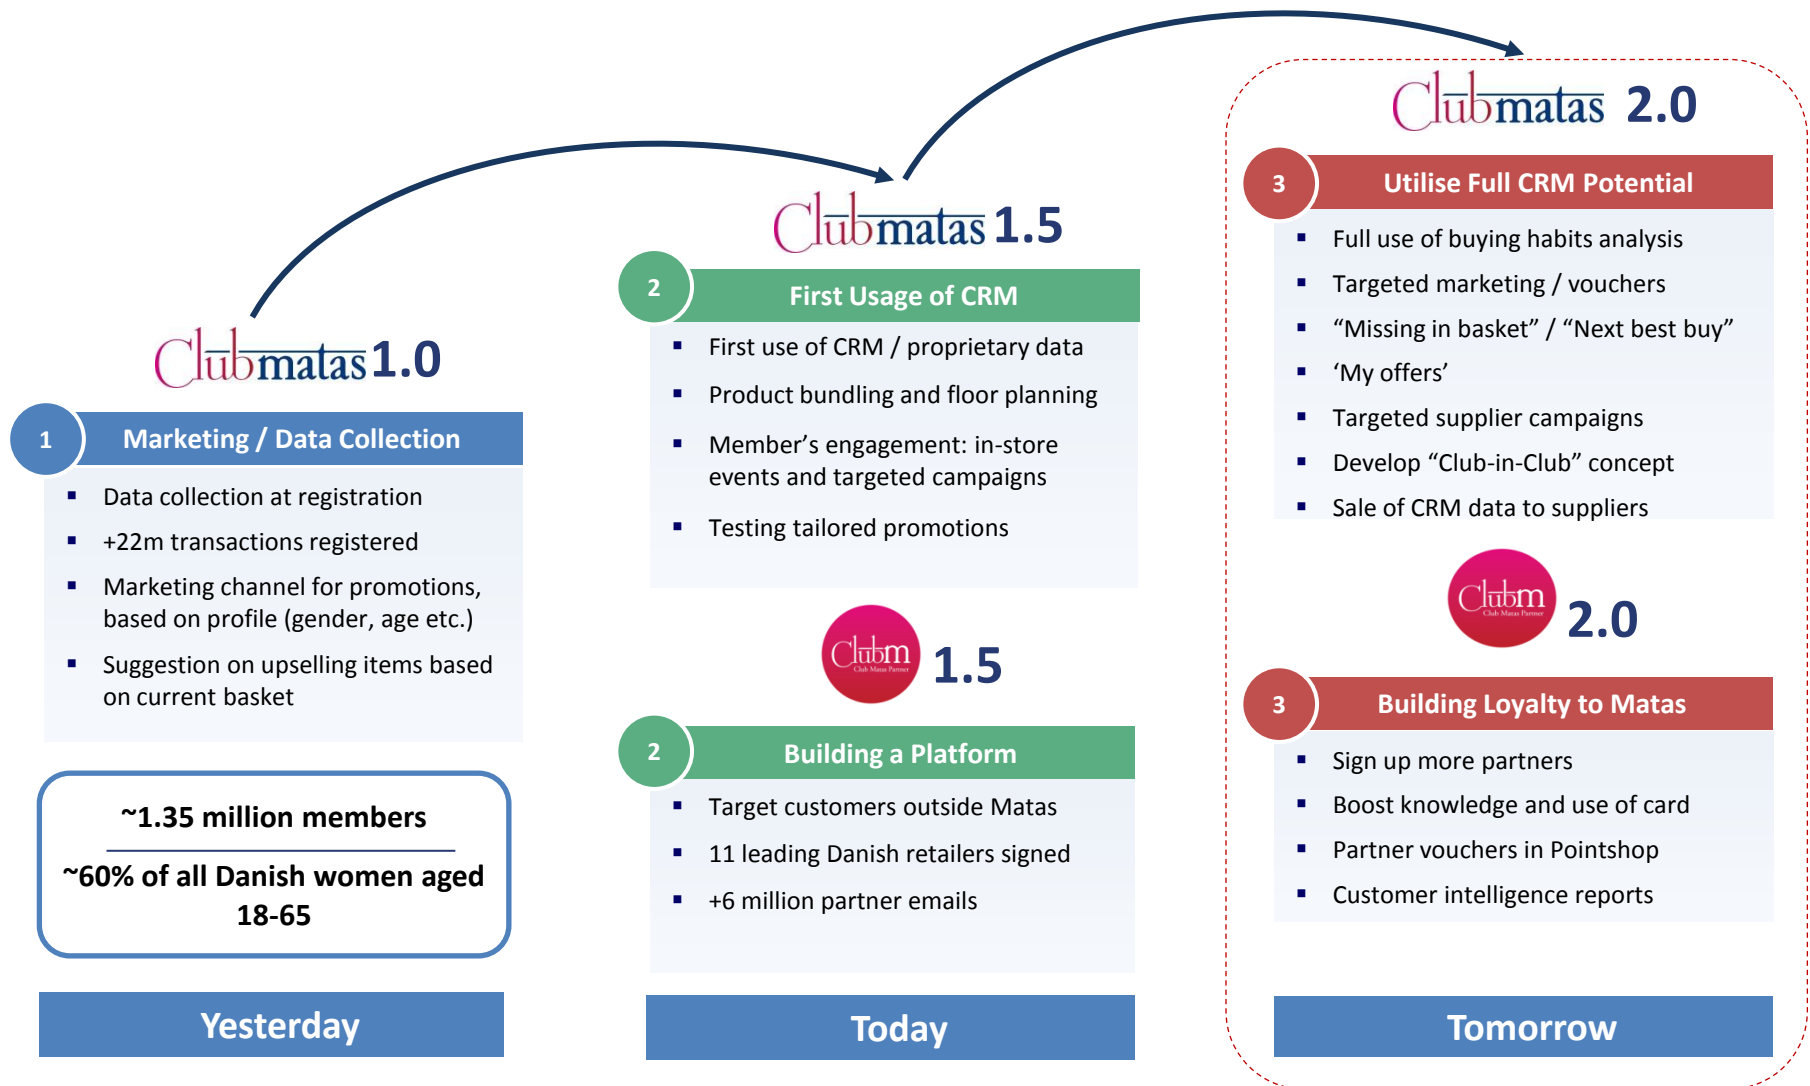 Clubmatas 1.0
1
Marketing / Data Collection
▪ Data collection at registration
▪ +22m transactions registered
▪ Marketing channel for promotions,
based on profile (gender, age etc.)
▪ Suggestion on upselling items based
on current basket
~1.35 million members
~60% of all Danish women aged
18-65
Yesterday
Clubmatas 1.5
2
First Usage of CRM
▪ First use of CRM / proprietary data
▪ Product bundling and floor planning
▪ Member’s engagement: in-store
events and targeted campaigns
▪ Testing tailored promotions
Clubm
Club Matas Partner
1.5
2
Building a Platform
▪ Target customers outside Matas
▪ 11 leading Danish retailers signed
▪ +6 million partner emails
Today
Clubmatas 2.0
3
Utilise Full CRM Potential
▪ Full use of buying habits analysis
▪ Targeted marketing / vouchers
▪ “Missing in basket” / “Next best buy”
▪ ‘My offers’
▪ Targeted supplier campaigns
▪ Develop “Club-in-Club” concept
▪ Sale of CRM data to suppliers
Clubm
Club Matas Partner
2.0
3
Building Loyalty to Matas
▪ Sign up more partners
▪ Boost knowledge and use of card
▪ Partner vouchers in Pointshop
▪ Customer intelligence reports
Tomorrow